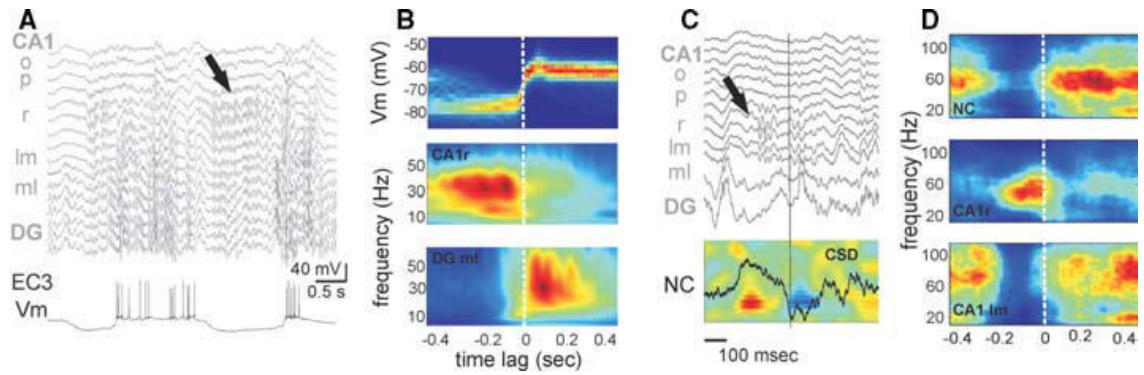 A
CA1
o
p
r
lm
ml
DG
40 mV
0.5 s
EC3
Vm
B
Vm (mV)
-50
-60
-70
-80
CA1r
frequency (Hz)
50
30
10
DG ml
50
30
10
-0.4 -0.2 0 0.2 0.4
time lag (sec)
C
CA1
o
p
r
lm
ml
DG
CSD
NC
100 msec
D
frequency (Hz)
100
60
20
NC
100
60
20
CA1r
100
80
60
40
20
CA1 lm
-0.4 -0.2 0 0.2 0.4